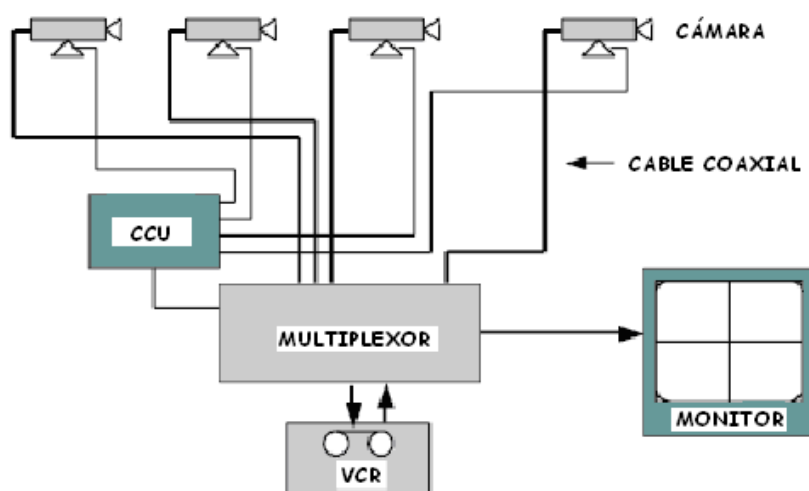 CÁMARA
CABLE COAXIAL
CCU
MULTIPLEXOR
MONITOR
VCR